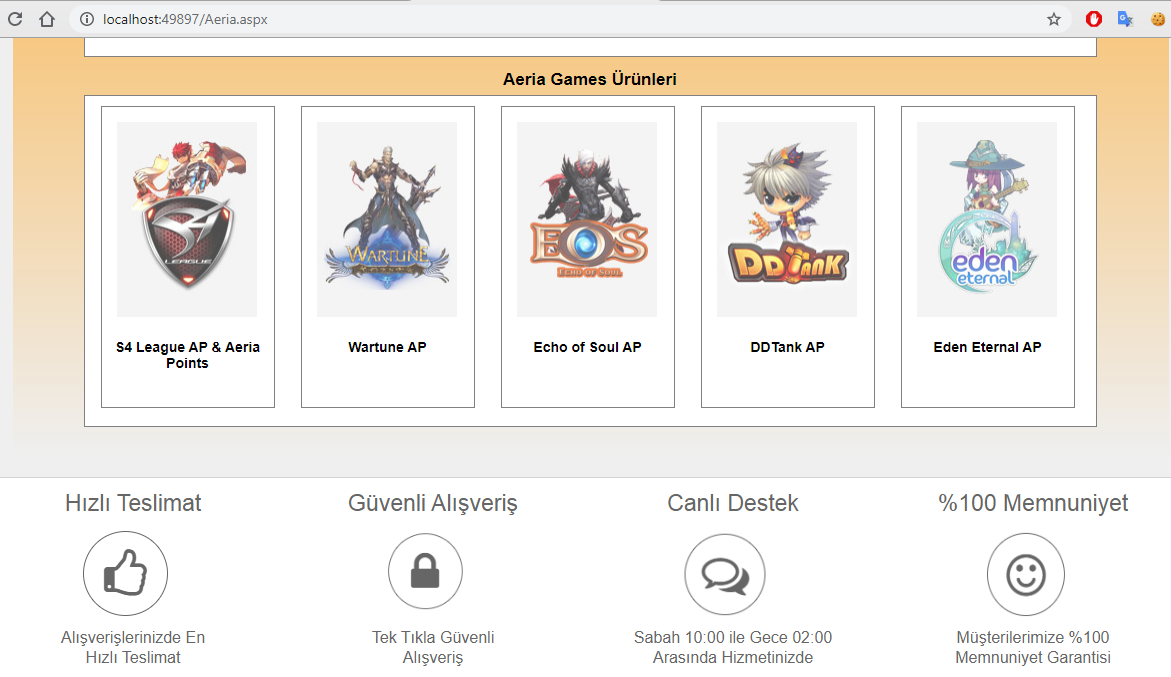 localhost:49897/Aeria.aspx
Aeria Games Ürünleri
S4
LEAGUE
WARTUNE
EOS
ECHO OF SOUL
DDTANK
eden
eternal
S4 League AP & Aeria
Points
Wartune AP
Echo of Soul AP
DDTank AP
Eden Eternal AP
Hızlı Teslimat
Güvenli Alışveriş
Canlı Destek
%100 Memnuniyet
Alışverişlerinizde En
Hızlı Teslimat
Tek Tıkla Güvenli
Alışveriş
Sabah 10:00 ile Gece 02:00
Arasında Hizmetinizde
Müşterilerimize %100
Memnuniyet Garantisi